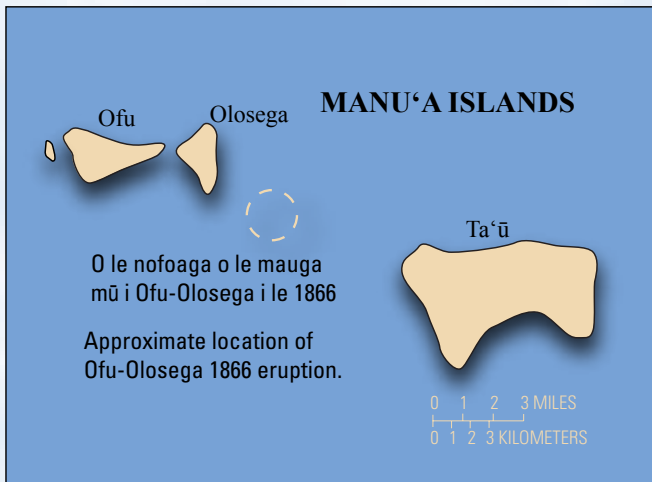 MANU‘A ISLANDS
Ofu
Olosega
Ta‘ū
O le nofoaga o le mauga
mū i Ofu-Olosega i le 1866
Approximate location of
Ofu-Olosega 1866 eruption.
0 1 2 3 MILES
0 1 2 3 KILOMETERS